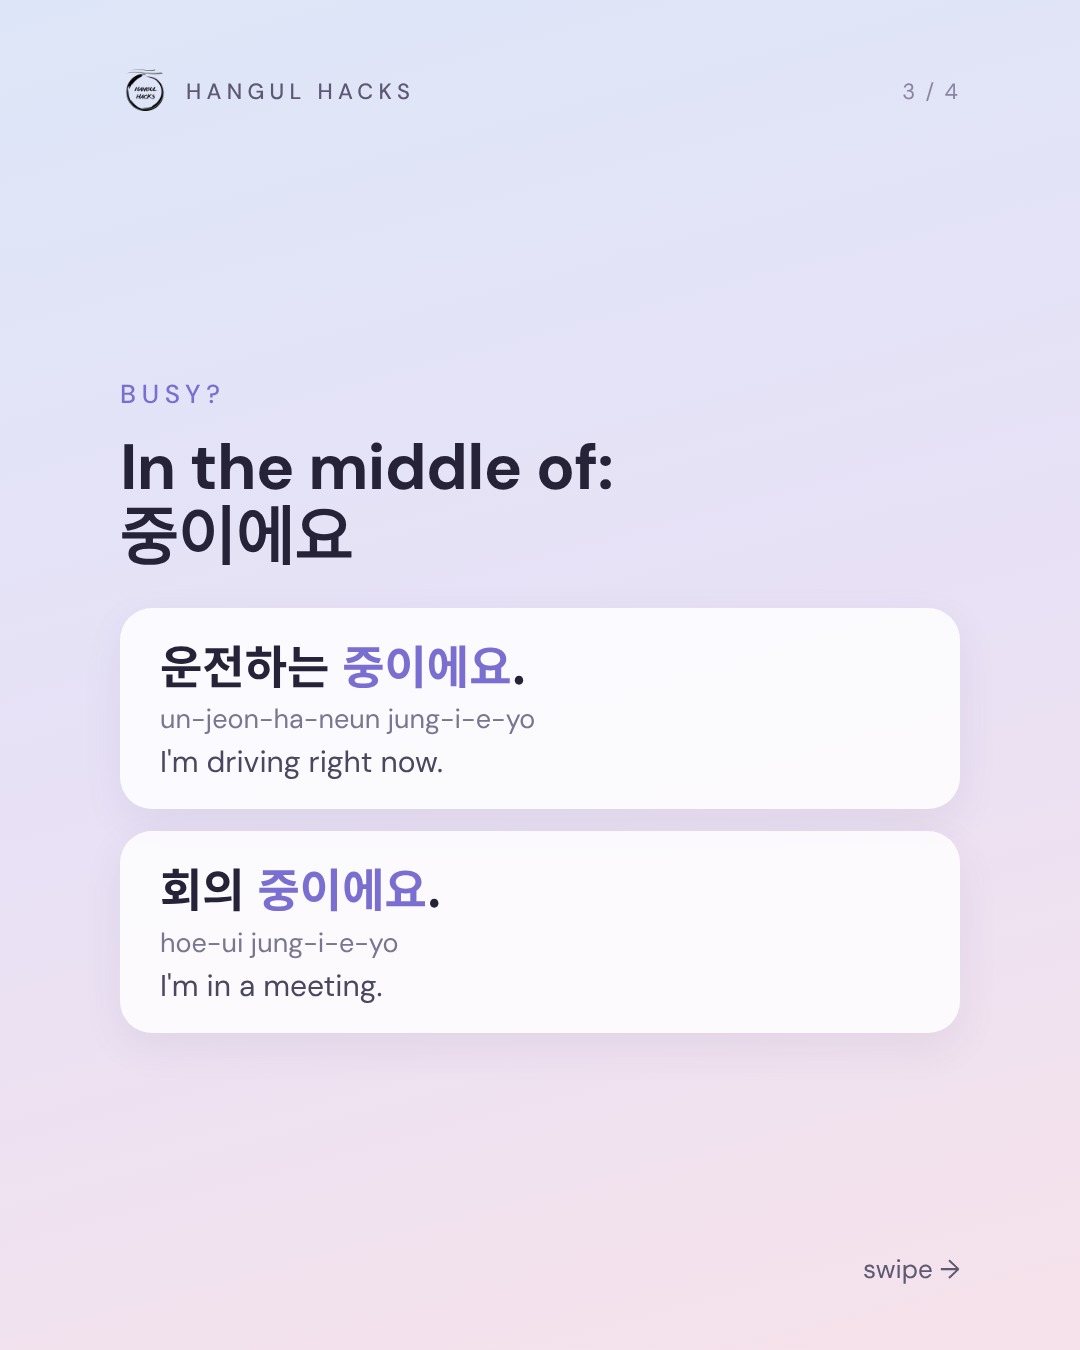 HANGUL HACKS
HANGUL HACKS
3 / 4
BUSY?
In the middle of:
중이에요
운전하는 중이에요.
un-jeon-ha-neun jung-i-e-yo
I'm driving right now.
회의 중이에요.
hoe-ui jung-i-e-yo
I'm in a meeting.
swipe →